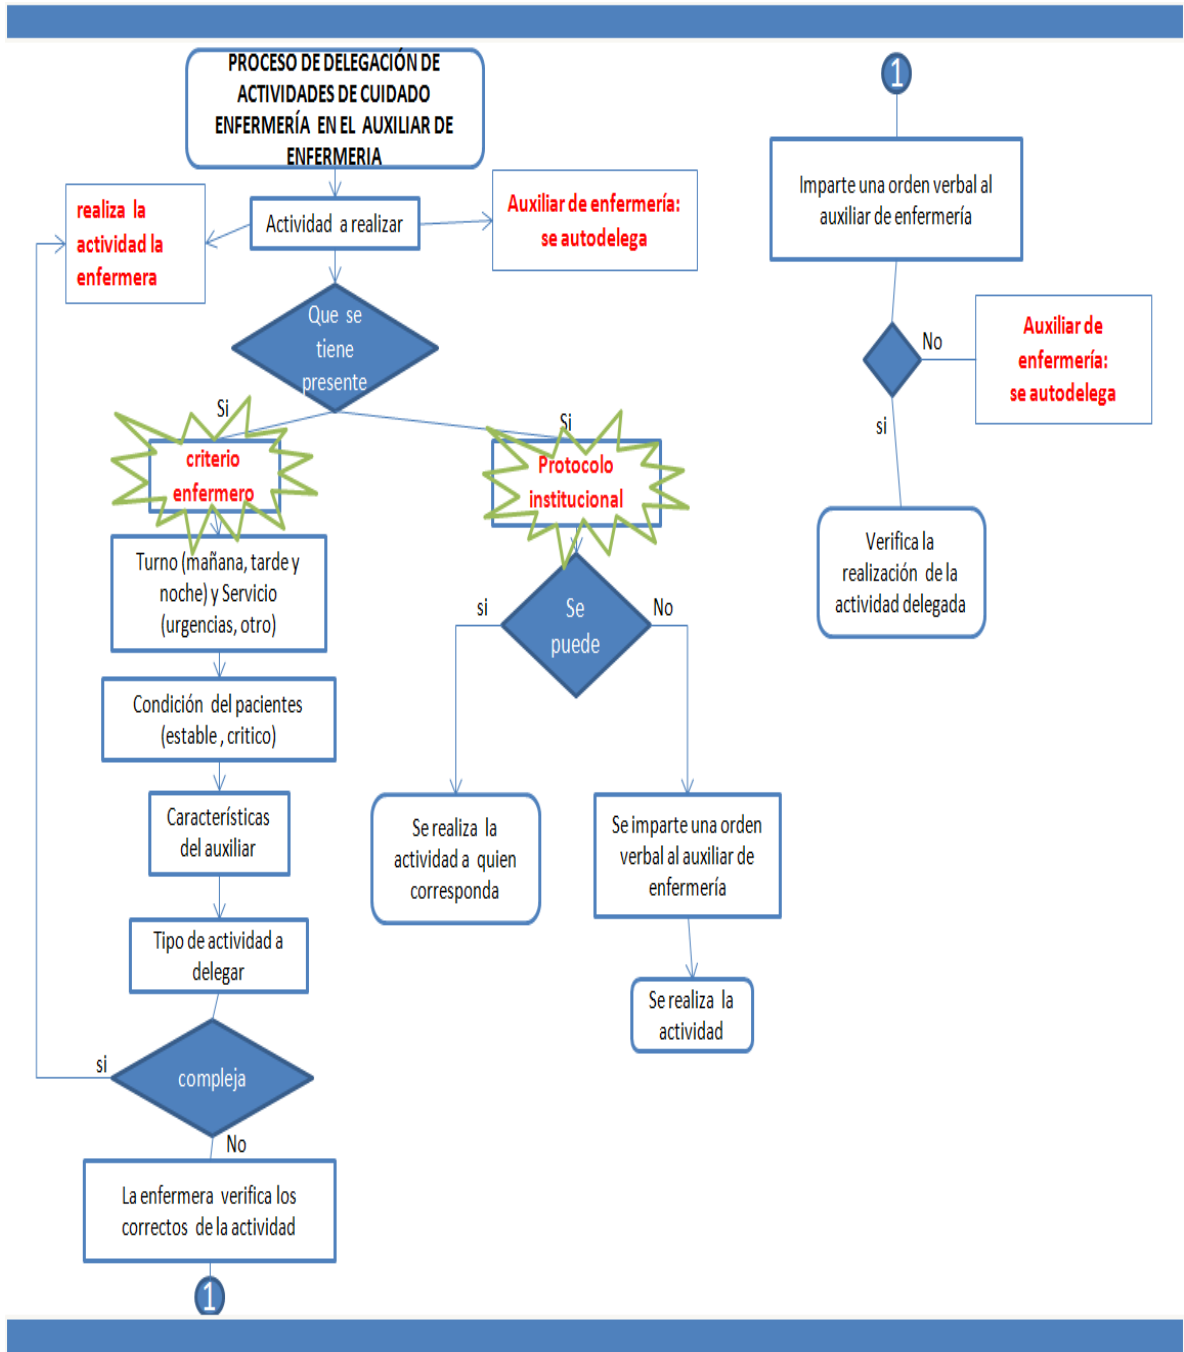 PROCESO DE DELEGACIÓN DE
ACTIVIDADES DE CUIDADO
ENFERMERÍA EN EL AUXILIAR DE
ENFERMERIA
realiza la
actividad la
enfermera
Actividad a realizar
Auxiliar de enfermería:
se autodelega
Que se
tiene
presente
Si
Si
criterio
enfermero
Protocolo
institucional
Turno (mañana, tarde y
noche) y Servicio
(urgencias, otro)
si
Se
puede
No
Condición del pacientes
(estable , critico)
Características
del auxiliar
Se realiza la
actividad a quien
corresponda
Se imparte una orden
verbal al auxiliar de
enfermería
Tipo de actividad a
delegar
Se realiza la
actividad
si
compleja
No
La enfermera verifica los
correctos de la actividad
1
1
Imparte una orden verbal al
auxiliar de enfermería
No
Auxiliar de
enfermería:
se autodelega
si
Verifica la
realización de la
actividad delegada